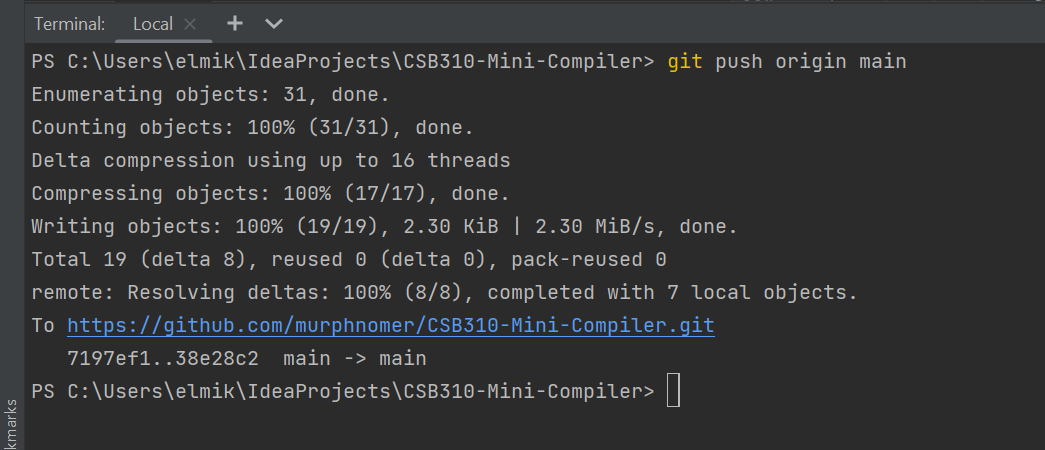 Terminal: Local × + 
PS C:\Users\elmik\IdeaProjects\CSB310-Mini-Compiler> git push origin main
Enumerating objects: 31, done.
Counting objects: 100% (31/31), done.
Delta compression using up to 16 threads
Compressing objects: 100% (17/17), done.
Writing objects: 100% (19/19), 2.30 KiB | 2.30 MiB/s, done.
Total 19 (delta 8), reused 0 (delta 0), pack-reused 0
remote: Resolving deltas: 100% (8/8), completed with 7 local objects.
To https://github.com/murphnomer/CSB310-Mini-Compiler.git
   7197ef1..38e28c2  main -> main
PS C:\Users\elmik\IdeaProjects\CSB310-Mini-Compiler>
kmarks